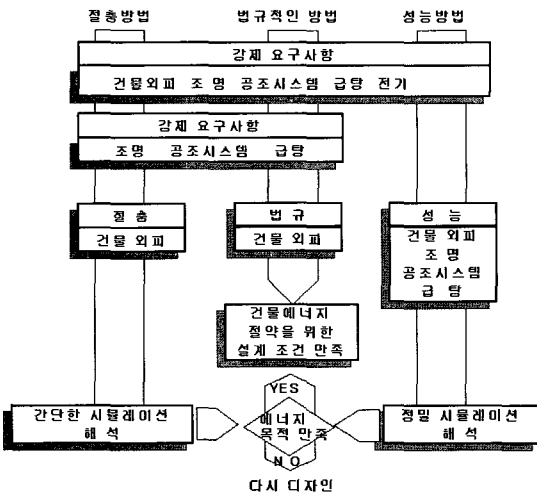 절충방법 법규적인 방법 성능방법
강제 요구사항
건물외피 조명 공조시스템 급탕 전기
강제 요구사항
조명 공조시스템 급탕
절충
건물 외피
법규
건물 외피
성능
건물 외피
조명
공조시스템
급탕
건물에너지
절약을 위한
설계 조건 만족
YES
간단한 시뮬레이션
해석
에너지
목적 만족
정밀 시뮬레이션
해석
NO
다시 디자인